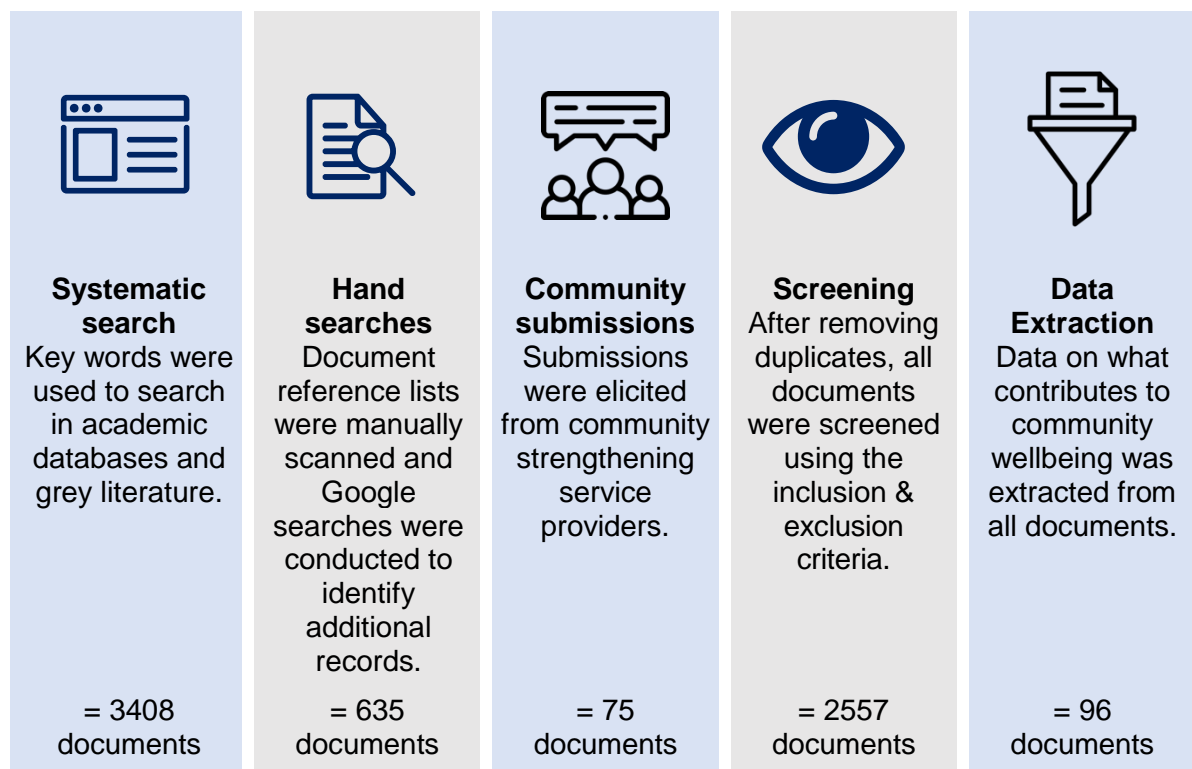 Systematic
search
Key words were
used to search
in academic
databases and
grey literature.
= 3408
documents
Hand
searches
Document
reference lists
were manually
scanned and
Google
searches were
conducted to
identify
additional
records.
= 635
documents
Community
submissions
Submissions
were elicited
from community
strengthening
service
providers.
= 75
documents
Screening
After removing
duplicates, all
documents
were screened
using the
inclusion &
exclusion
criteria.
= 2557
documents
Data
Extraction
Data on what
contributes to
community
wellbeing was
extracted from
all documents.
= 96
documents